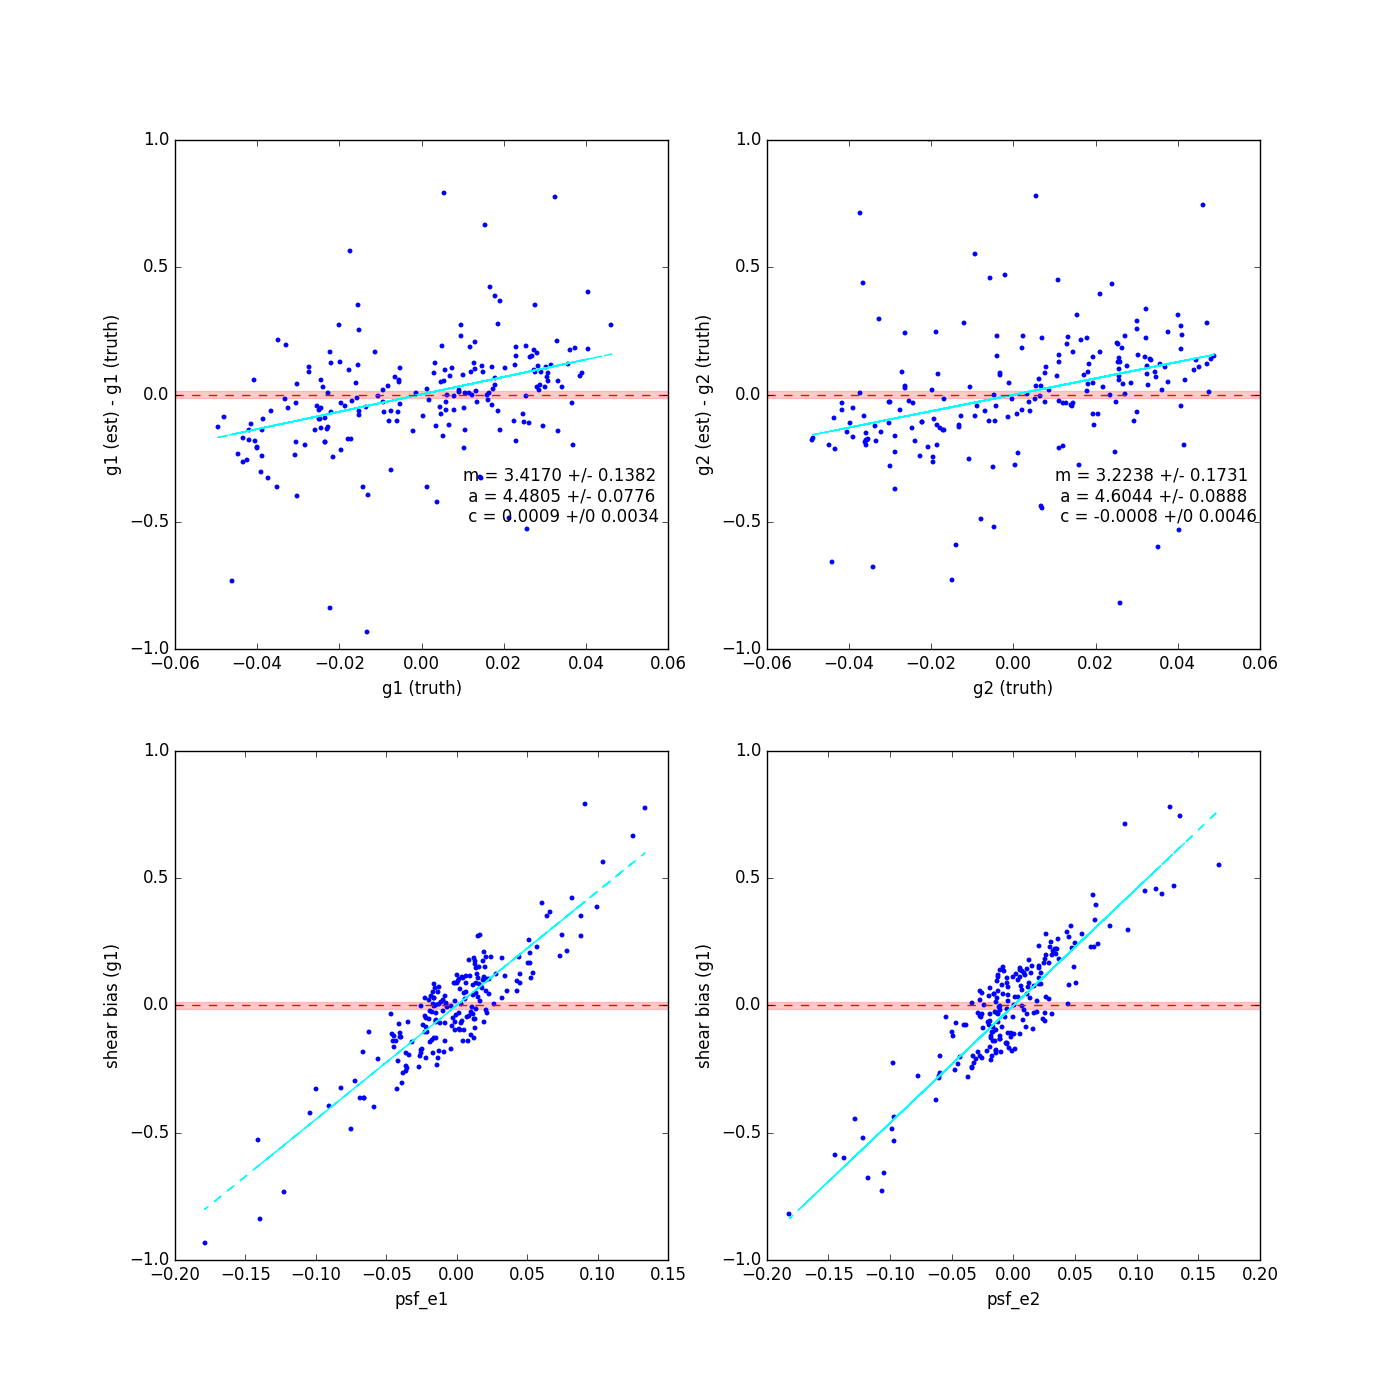 1.0
0.5
0.0
−0.5
−1.0
g1 (est) - g1 (truth)
m = 3.4170 +/- 0.1382
a = 4.4805 +/- 0.0776
c = 0.0009 +/0 0.0034
−0.06 −0.04 −0.02 0.00 0.02 0.04 0.06
g1 (truth)
1.0
0.5
0.0
−0.5
−1.0
g2 (est) - g2 (truth)
m = 3.2238 +/- 0.1731
a = 4.6044 +/- 0.0888
c = -0.0008 +/0 0.0046
−0.06 −0.04 −0.02 0.00 0.02 0.04 0.06
g2 (truth)
1.0
0.5
0.0
−0.5
−1.0
shear bias (g1)
−0.20 −0.15 −0.10 −0.05 0.00 0.05 0.10 0.15
psf_e1
1.0
0.5
0.0
−0.5
−1.0
shear bias (g1)
−0.20 −0.15 −0.10 −0.05 0.00 0.05 0.10 0.15 0.20
psf_e2